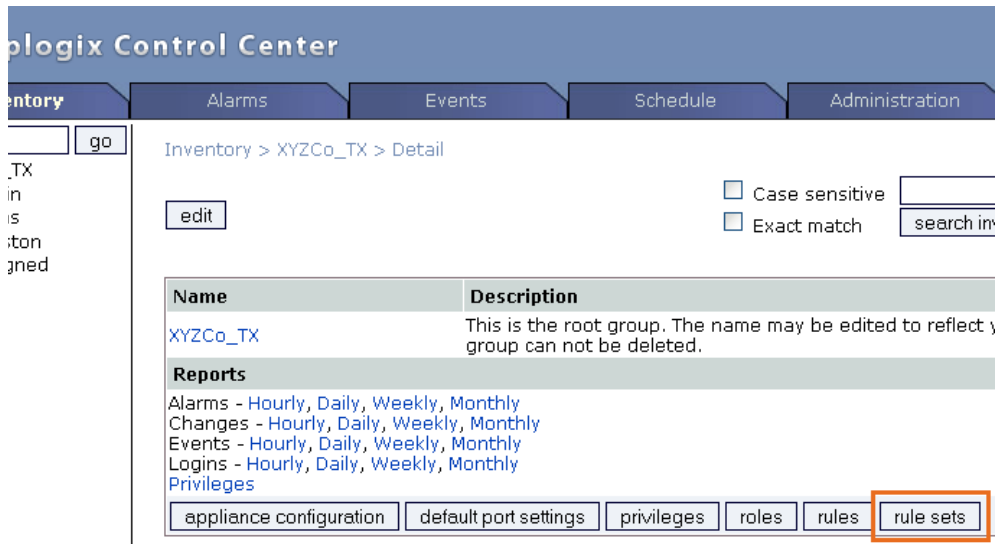 plogix Control Center
entory
Alarms
Events
Schedule
Administration
go
_TX
in
ston
gned
Inventory > XYZCo_TX > Detail
edit
Case sensitive
Exact match
search in
Name Description
XYZCo_TX
This is the root group. The name may be edited to reflect y
group can not be deleted.
Reports
Alarms - Hourly, Daily, Weekly, Monthly
Changes - Hourly, Daily, Weekly, Monthly
Events - Hourly, Daily, Weekly, Monthly
Logins - Hourly, Daily, Weekly, Monthly
Privileges
appliance configuration default port settings privileges roles rules rule sets